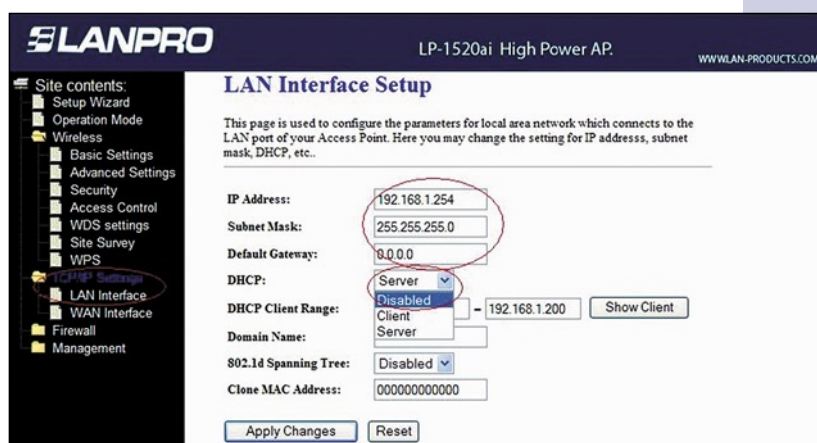 LANPRO
LP-1520ai High Power AP.
WWW.LAN-PRODUCTS.COM
Site contents:
Setup Wizard
Operation Mode
Wireless
Basic Settings
Advanced Settings
Security
Access Control
WDS settings
Site Survey
WPS
TCP/IP Settings
LAN Interface
WAN Interface
Firewall
Management
LAN Interface Setup
This page is used to configure the parameters for local area network which connects to the
LAN port of your Access Point. Here you may change the setting for IP addresss, subnet
mask, DHCP, etc..
IP Address: 192.168.1.254
Subnet Mask: 255.255.255.0
Default Gateway: 0.0.0.0
DHCP: Server
Disabled
Client
Server
DHCP Client Range: – 192.168.1.200 Show Client
Domain Name:
802.1d Spanning Tree: Disabled
Clone MAC Address: 000000000000
Apply Changes Reset